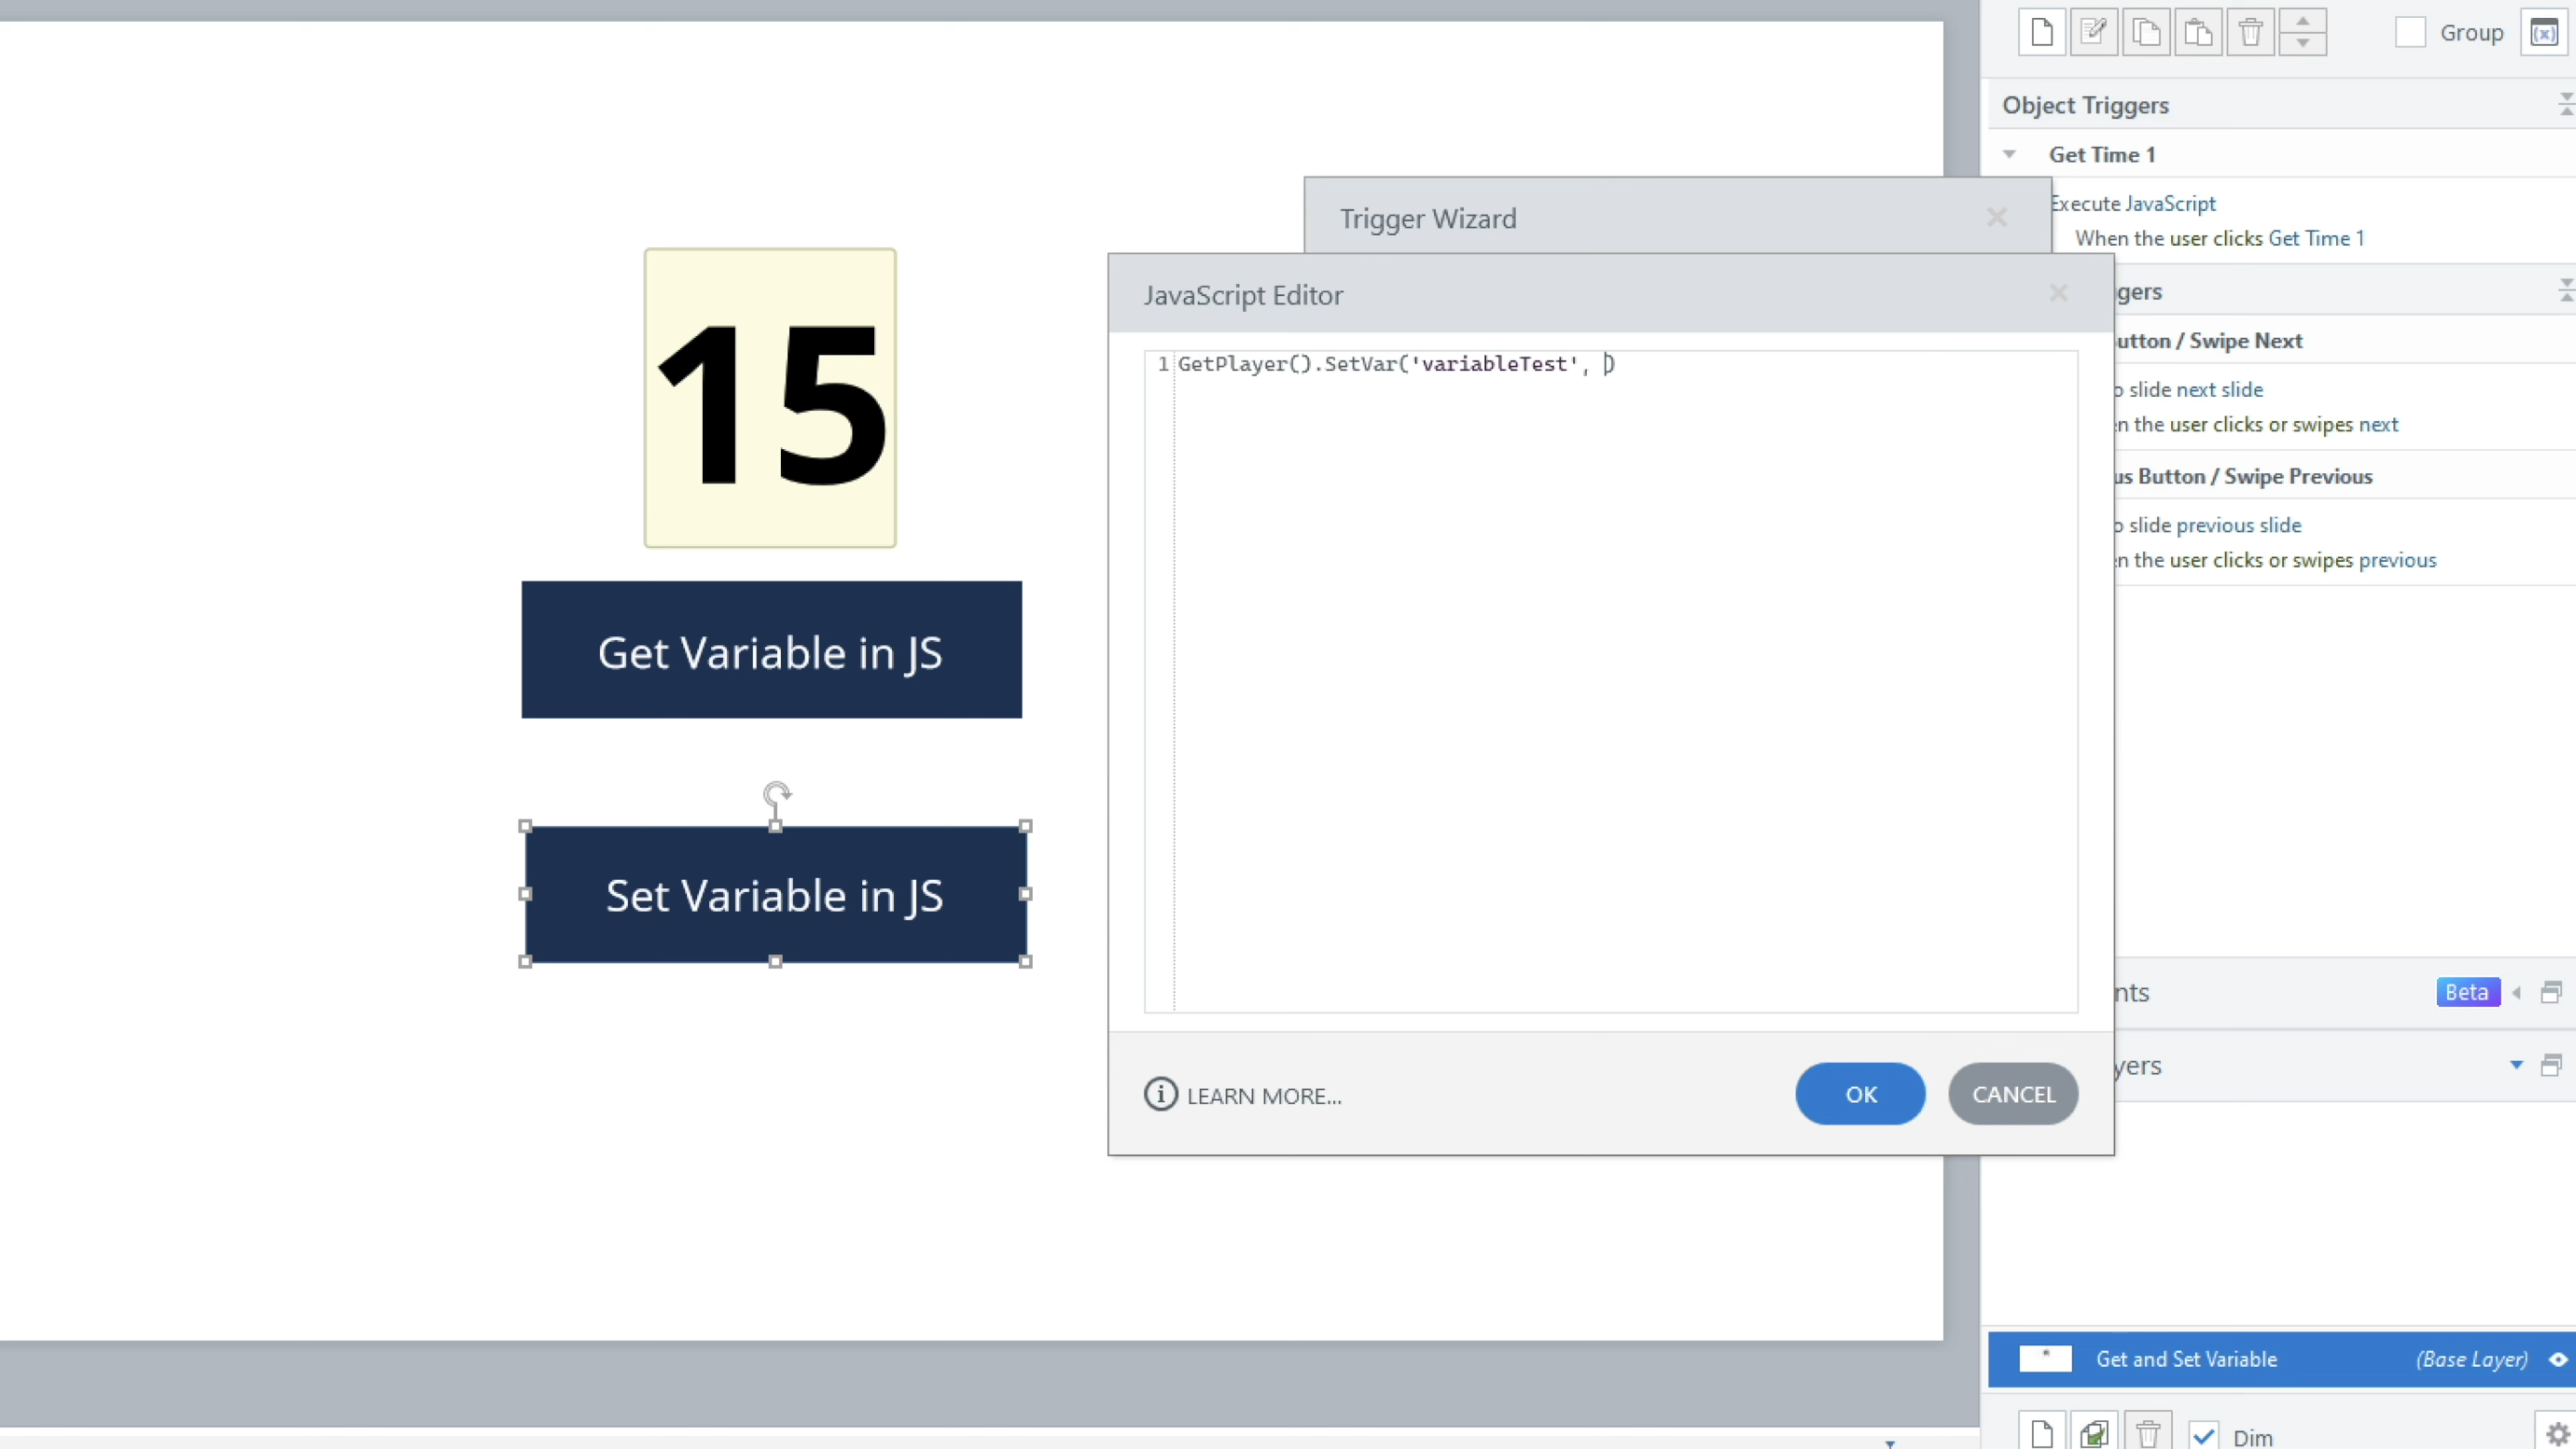 Group
Object Triggers
Get Time 1
Execute JavaScript
When the user clicks Get Time 1
Trigger Wizard
JavaScript Editor
1 GetPlayer().SetVar('variableTest', )
15
Get Variable in JS
Set Variable in JS
LEARN MORE...
OK
CANCEL
gers
utton / Swipe Next
o slide next slide
en the user clicks or swipes next
us Button / Swipe Previous
o slide previous slide
en the user clicks or swipes previous
nts
Beta
yers
Get and Set Variable
(Base Layer)
Dim